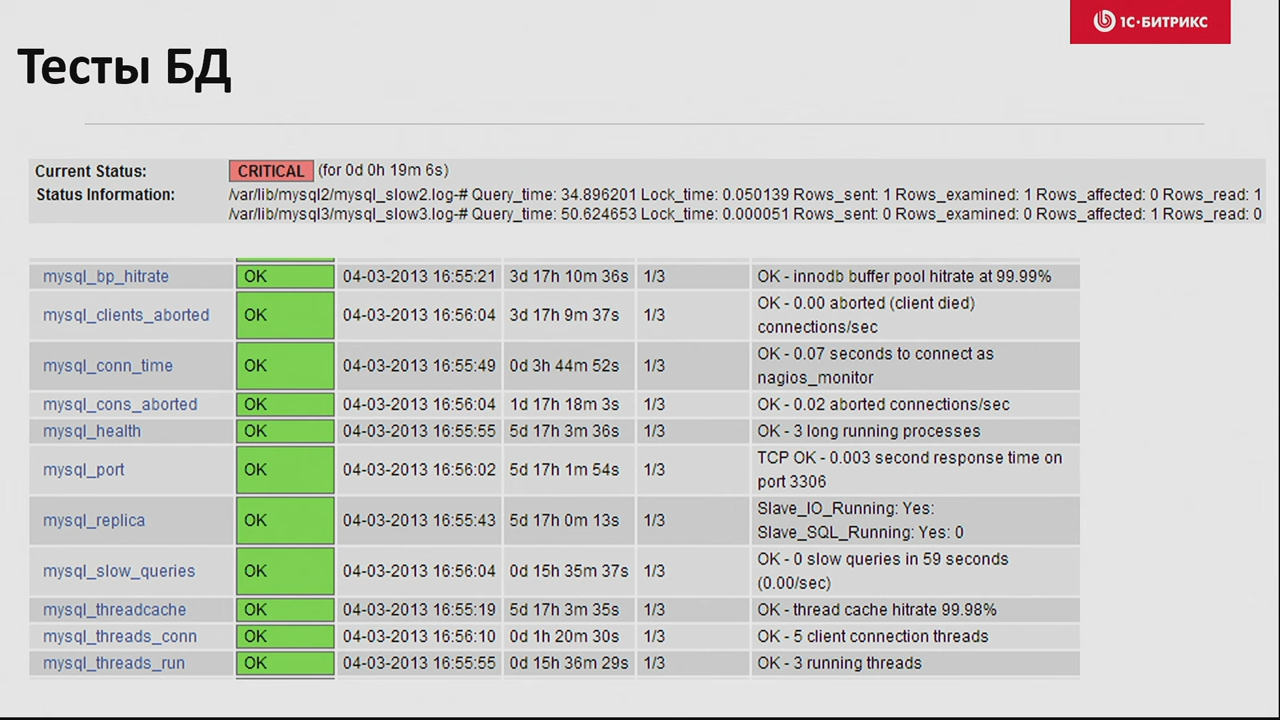 1С·БИТРИКС
Тесты БД
Current Status: CRITICAL (for 0d 0h 19m 6s)
Status Information: /var/lib/mysql2/mysql_slow2.log-# Query_time: 34.896201 Lock_time: 0.050139 Rows_sent: 1 Rows_examined: 1 Rows_affected: 0 Rows_read: 1
/var/lib/mysql3/mysql_slow3.log-# Query_time: 50.624653 Lock_time: 0.000051 Rows_sent: 0 Rows_examined: 0 Rows_affected: 1 Rows_read: 0
mysql_bp_hitrate OK 04-03-2013 16:55:21 3d 17h 10m 36s 1/3 OK - innodb buffer pool hitrate at 99.99%
mysql_clients_aborted OK 04-03-2013 16:56:04 3d 17h 9m 37s 1/3 OK - 0.00 aborted (client died)
connections/sec
mysql_conn_time OK 04-03-2013 16:55:49 0d 3h 44m 52s 1/3 OK - 0.07 seconds to connect as
nagios_monitor
mysql_cons_aborted OK 04-03-2013 16:56:04 1d 17h 18m 3s 1/3 OK - 0.02 aborted connections/sec
mysql_health OK 04-03-2013 16:55:55 5d 17h 3m 36s 1/3 OK - 3 long running processes
mysql_port OK 04-03-2013 16:56:02 5d 17h 1m 54s 1/3 TCP OK - 0.003 second response time on
port 3306
mysql_replica OK 04-03-2013 16:55:43 5d 17h 0m 13s 1/3 Slave_IO_Running: Yes:
Slave_SQL_Running: Yes: 0
mysql_slow_queries OK 04-03-2013 16:56:04 0d 15h 35m 37s 1/3 OK - 0 slow queries in 59 seconds
(0.00/sec)
mysql_threadcache OK 04-03-2013 16:55:19 5d 17h 3m 35s 1/3 OK - thread cache hitrate 99.98%
mysql_threads_conn OK 04-03-2013 16:56:10 0d 1h 20m 30s 1/3 OK - 5 client connection threads
mysql_threads_run OK 04-03-2013 16:55:55 0d 15h 36m 29s 1/3 OK - 3 running threads